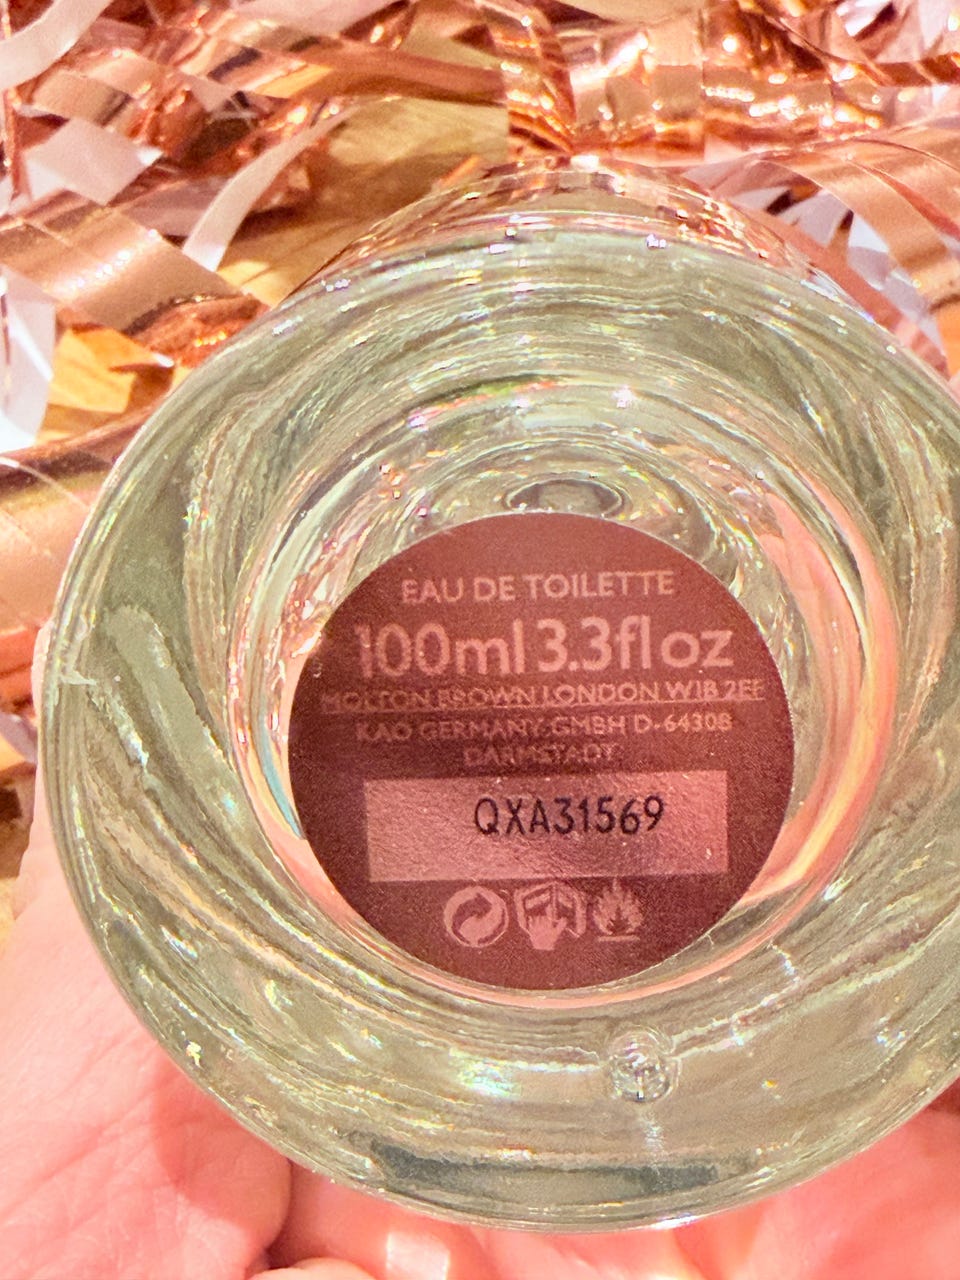 EAU DE TOILETTE
100ml 3.3fl oz
MOLTON BROWN LONDON W1B 2EF
KAO GERMANY GMBH D-64308
DARMSTADT
QXA31569